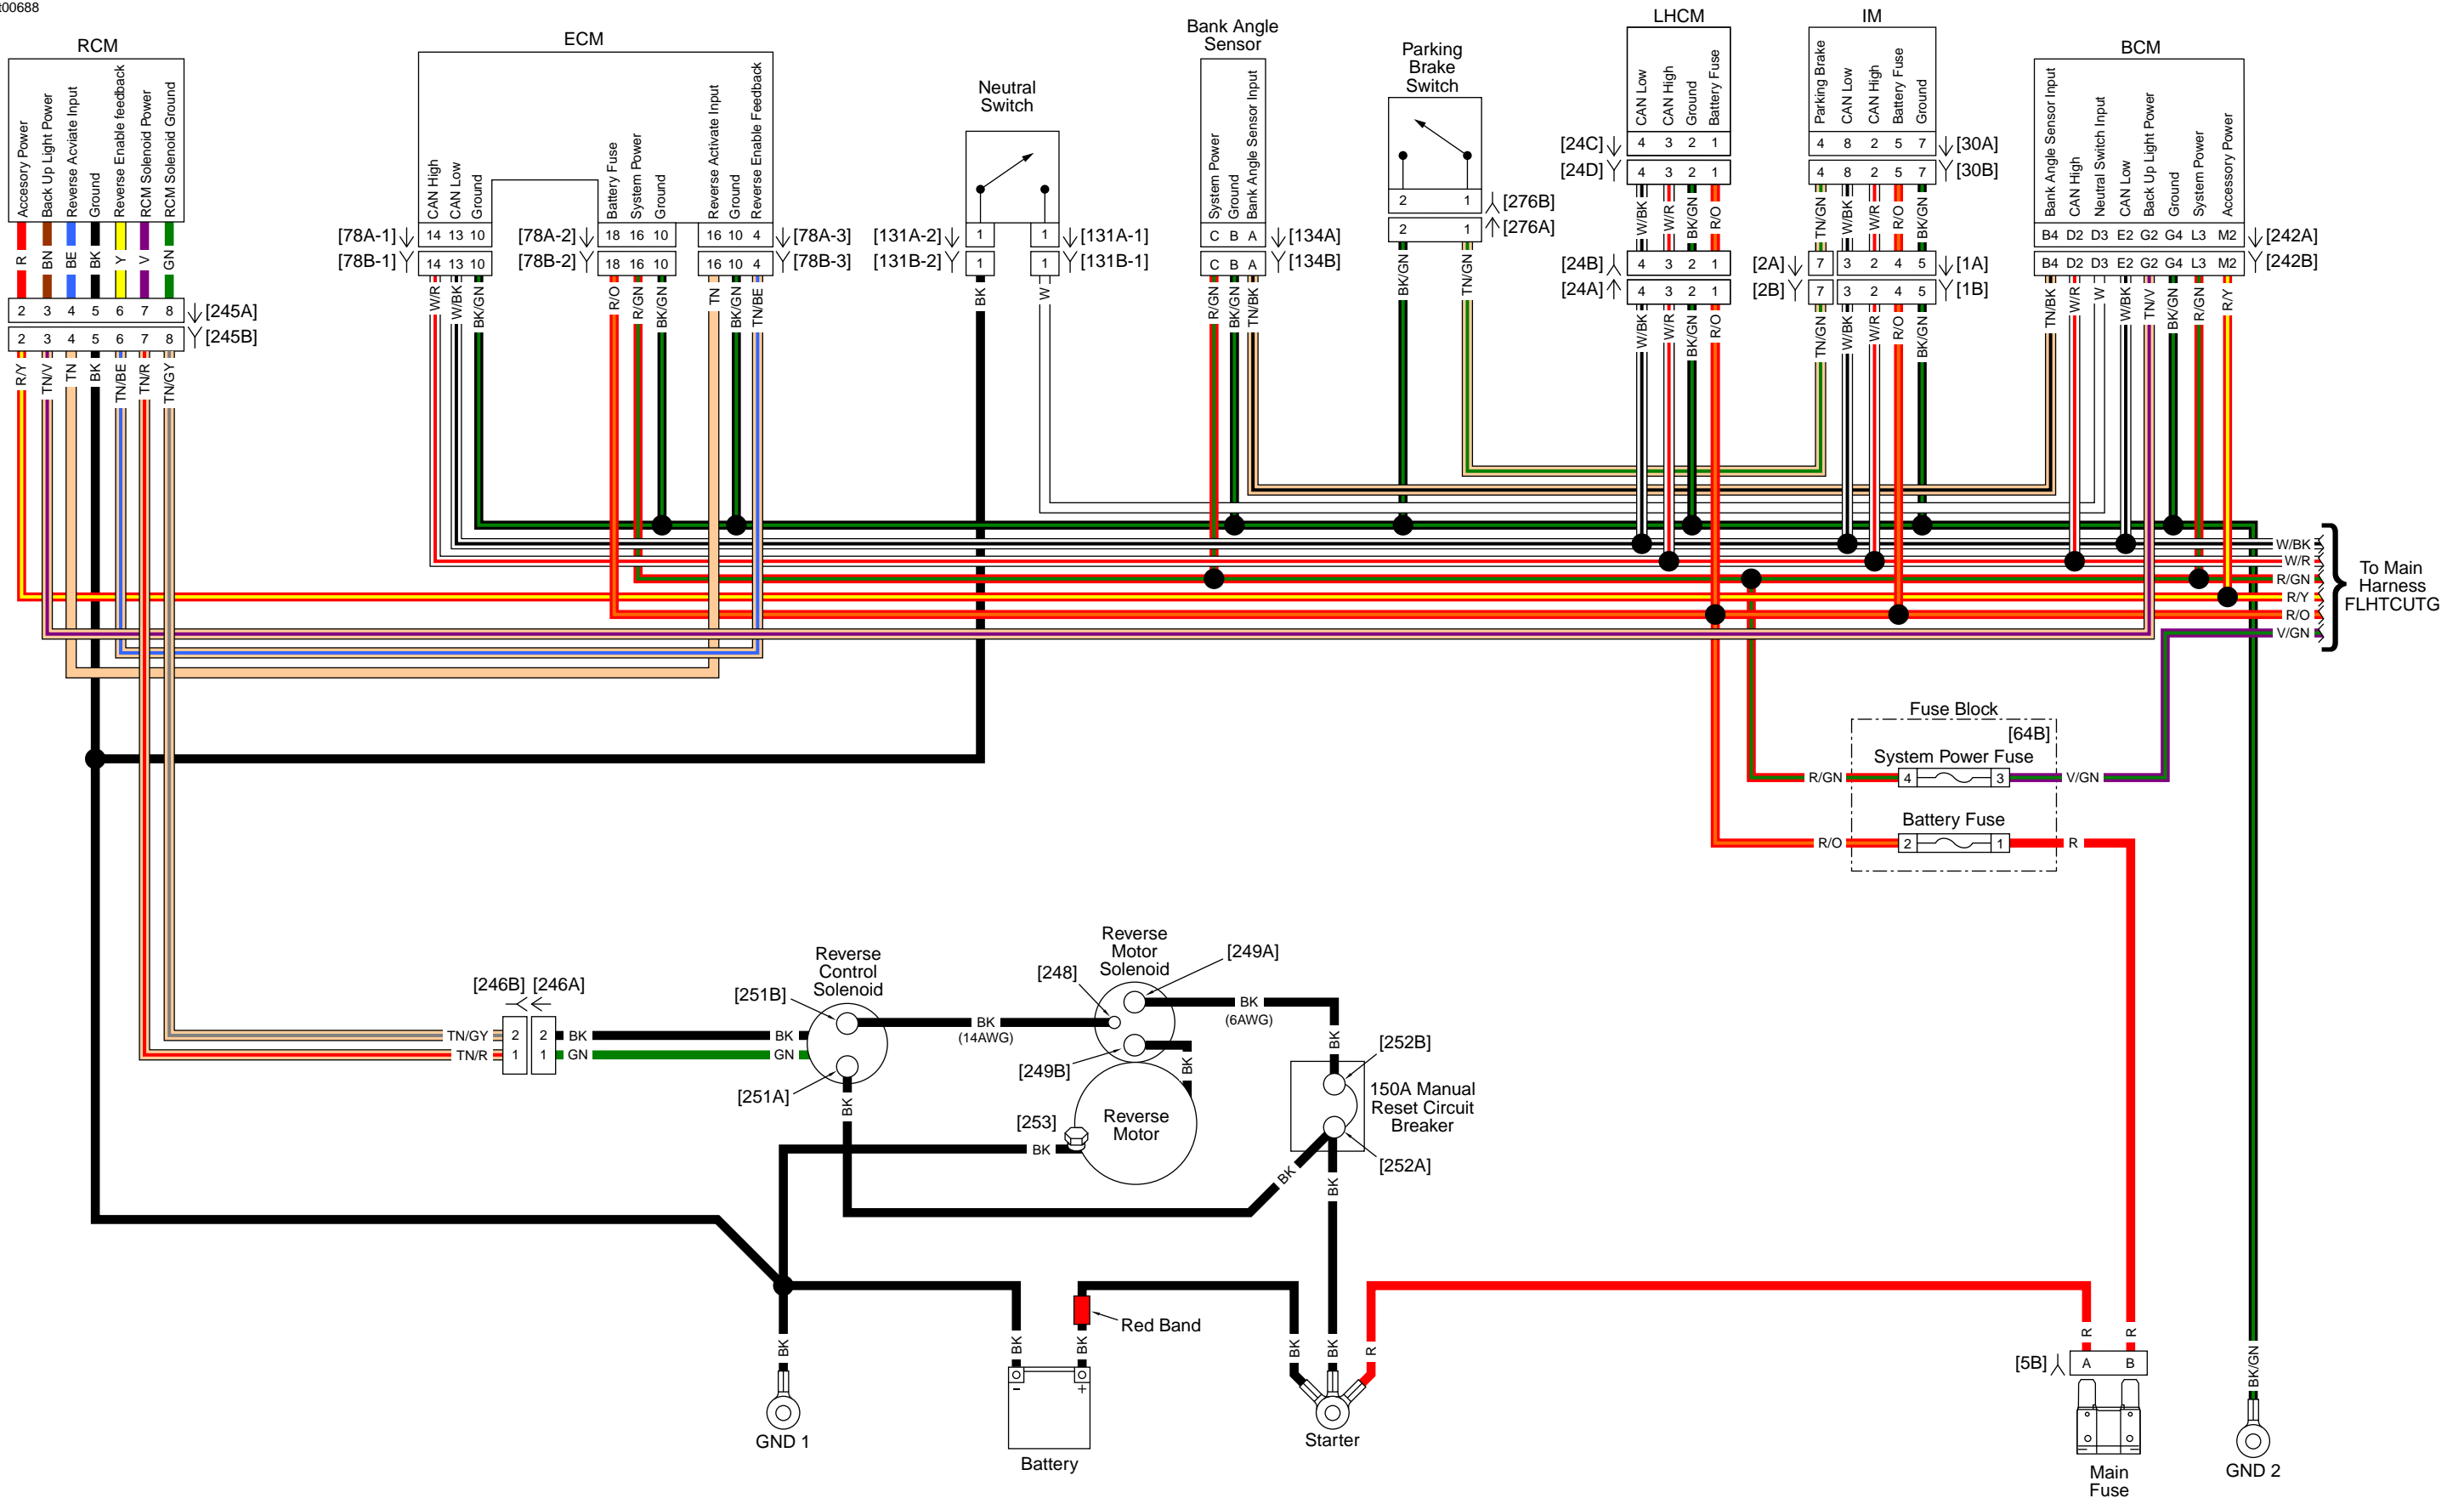 t00688
RCM
Accesory Power
Back Up Light Power
Reverse Acviate Input
Ground
Reverse Enable feedback
RCM Solenoid Power
RCM Solenoid Ground
R
BN
BE
BK
Y
V
GN
2 3 4 5 6 7 8 [245A]
2 3 4 5 6 7 8 [245B]
R/Y
TN/V
TN
BK
TN/BE
TN/R
TN/GY
ECM
CAN High
CAN Low
Ground
Battery Fuse
System Power
Ground
Reverse Activate Input
Ground
Reverse Enable Feedback
[78A-1] 14 13 10
[78B-1] 14 13 10
[78A-2] 18 16 10
[78B-2] 18 16 10
16 10 4 [78A-3]
16 10 4 [78B-3]
W/R
W/BK
BK/GN
R/O
R/GN
BK/GN
TN
BK/GN
TN/BE
Neutral
Switch
[131A-2] 1 1 [131A-1]
[131B-2] 1 1 [131B-1]
BK
W
Bank Angle
Sensor
System Power
Ground
Bank Angle Sensor Input
C B A [134A]
C B A [134B]
R/GN
BK/GN
TN/BK
Parking
Brake
Switch
2 1 [276B]
2 1 [276A]
BK/GN
TN/GN
LHCM
CAN Low
CAN High
Ground
Battery Fuse
[24C] 4 3 2 1
[24D] 4 3 2 1
W/BK
W/R
BK/GN
R/O
[24B] 4 3 2 1
[24A] 4 3 2 1
W/BK
W/R
BK/GN
R/O
IM
Parking Brake
CAN Low
CAN High
Battery Fuse
Ground
4 8 2 5 7 [30A]
4 8 2 5 7 [30B]
TN/GN
W/BK
W/R
R/O
BK/GN
[2A] 7 3 2 4 5 [1A]
[2B] 7 3 2 4 5 [1B]
TN/GN
W/BK
W/R
R/O
BK/GN
BCM
Bank Angle Sensor Input
CAN High
Neutral Switch Input
CAN Low
Back Up Light Power
Ground
System Power
Accessory Power
B4 D2 D3 E2 G2 G4 L3 M2 [242A]
B4 D2 D3 E2 G2 G4 L3 M2 [242B]
TN/BK
W/R
W
W/BK
TN/V
BK/GN
R/GN
R/Y
W/BK
W/R
R/GN
R/Y
R/O
V/GN
To Main
Harness
FLHTCUTG
Fuse Block
[64B]
System Power Fuse
R/GN 4 3 V/GN
Battery Fuse
R/O 2 1 R
[246B] [246A]
TN/GY 2 2 BK BK
TN/R 1 1 GN GN
Reverse
Control
Solenoid
[251B]
[251A]
BK
BK
(14AWG)
Reverse
Motor
Solenoid
[248]
[249A]
[249B]
BK
(6AWG)
BK
BK
[253]
BK
Reverse
Motor
[252B]
150A Manual
Reset Circuit
Breaker
[252A]
BK
BK
Red Band
BK
BK
BK
BK
BK
R
GND 1
-
+
Battery
Starter
R
R
[5B] A B
Main
Fuse
BK/GN
GND 2